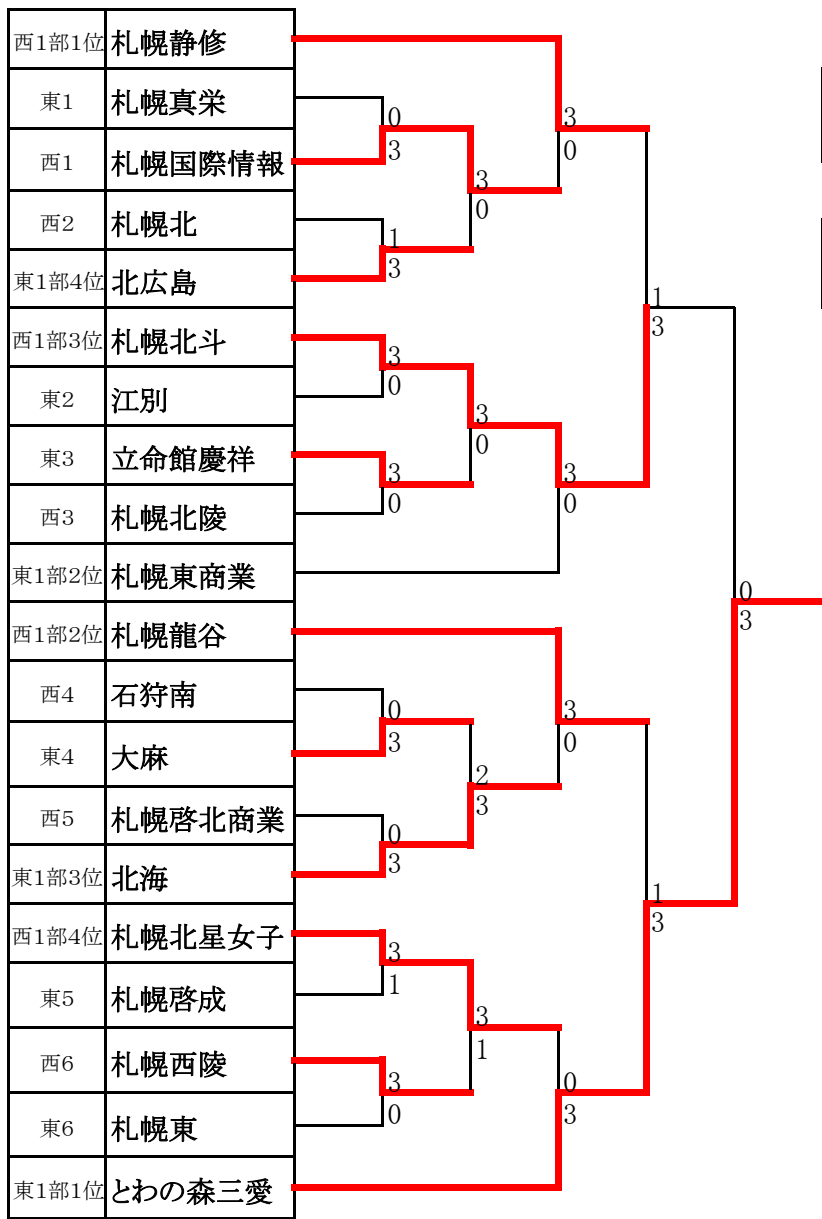 西1部1位 札幌静修
東1 札幌真栄
西1 札幌国際情報
西2 札幌北
東1部4位 北広島
西1部3位 札幌北斗
東2 江別
東3 立命館慶祥
西3 札幌北陵
東1部2位 札幌東商業
西1部2位 札幌龍谷
西4 石狩南
東4 大麻
西5 札幌啓北商業
東1部3位 北海
西1部4位 札幌北星女子
東5 札幌啓成
西6 札幌西陵
東6 札幌東
東1部1位 とわの森三愛
0
3
1
3
3
0
3
0
0
3
0
3
3
1
3
0
3
0
3
0
2
3
3
1
3
0
3
0
3
0
0
3
1
3
1
3
0
3